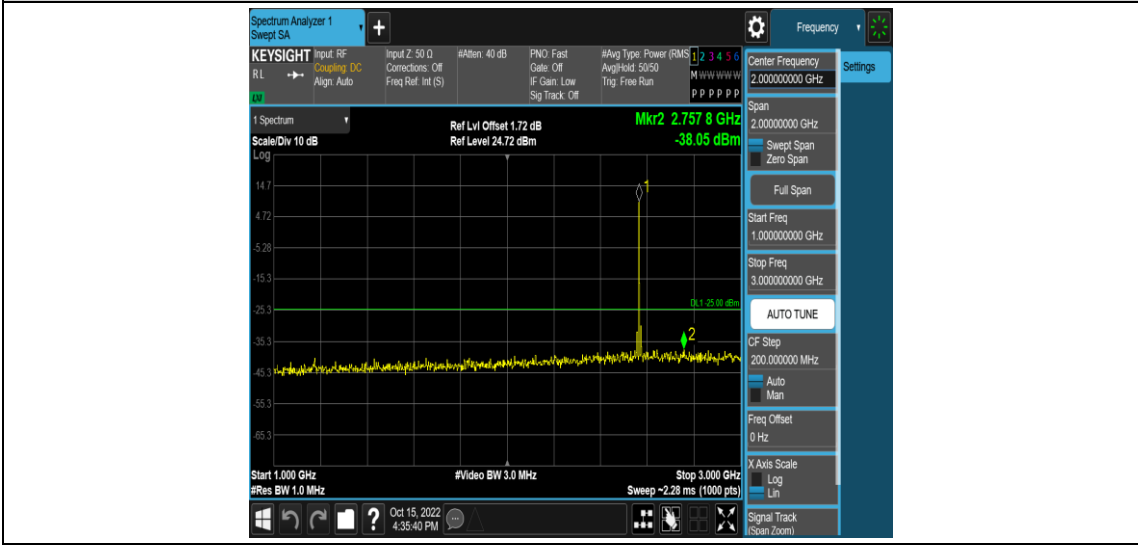 Spectrum Analyzer 1
Swept SA
+
Frequency
KEYSIGHT
RL
LM
Input: RF
Coupling: DC
Align: Auto
Input Z: 50 Ω
Corrections: Off
Freq Ref: Int (S)
#Atten: 40 dB
PNO: Fast
Gate: Off
IF Gain: Low
Sig Track: Off
#Avg Type: Power (RMS
Avg|Hold: 50/50
Trig: Free Run
1 2 3 4 5 6
M W W W W W
P P P P P P
1 Spectrum
Scale/Div 10 dB
Log
Ref Lvl Offset 1.72 dB
Ref Level 24.72 dBm
Mkr2 2.757 8 GHz
-38.05 dBm
14.7
4.72
-5.28
-15.3
-25.3
-35.3
-45.3
-55.3
-65.3
1
DL1 -25.00 dBm
2
Start 1.000 GHz
#Res BW 1.0 MHz
#Video BW 3.0 MHz
Stop 3.000 GHz
Sweep ~2.28 ms (1000 pts)
?
Oct 15, 2022
4:35:40 PM
Center Frequency
2.000000000 GHz
Settings
Span
2.00000000 GHz
Swept Span
Zero Span
Full Span
Start Freq
1.000000000 GHz
Stop Freq
3.000000000 GHz
AUTO TUNE
CF Step
200.000000 MHz
Auto
Man
Freq Offset
0 Hz
X Axis Scale
Log
Lin
Signal Track
(Span Zoom)